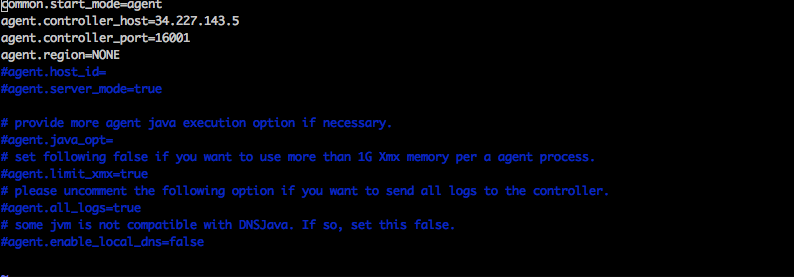 common.start_mode=agent
agent.controller_host=34.227.143.5
agent.controller_port=16001
agent.region=NONE
#agent.host_id=
#agent.server_mode=true
# provide more agent java execution option if necessary.
#agent.java_opt=
# set following false if you want to use more than 1G Xmx memory per a agent process.
#agent.limit_xmx=true
# please uncomment the following option if you want to send all logs to the controller.
#agent.all_logs=true
# some jvm is not compatible with DNSJava. If so, set this false.
#agent.enable_local_dns=false
~